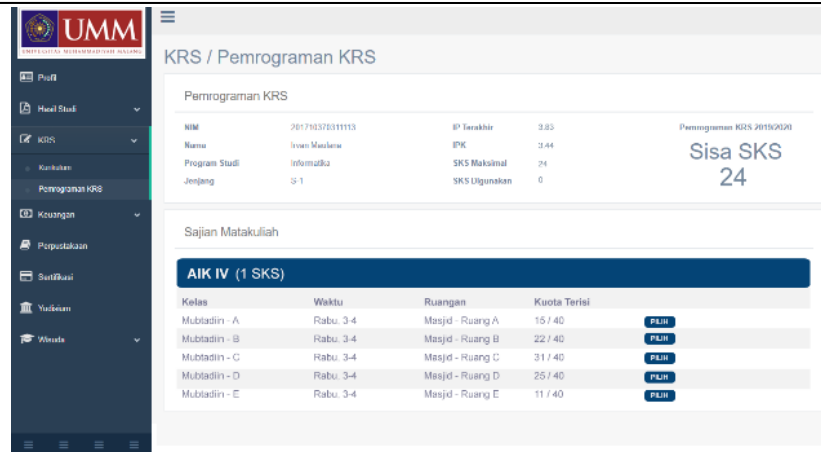 UMM
UNIVERSITAS MUHAMMADIYAH MALANG
Profil
Hasil Studi
KRS
Kurikulum
Pemrograman KRS
Keuangan
Perpustakaan
Sertifikasi
Yudisium
Wisuda
KRS / Pemrograman KRS
Pemrograman KRS
NIM 201710370311113 IP Terakhir 3.83 Pemrograman KRS 2019/2020
Nama Irvan Maulana IPK 3.44 Sisa SKS
Program Studi Informatika SKS Maksimal 24 24
Jenjang S-1 SKS Digunakan 0
Sajian Matakuliah
AIK IV (1 SKS)
Kelas Waktu Ruangan Kuota Terisi
Mubtadiin - A Rabu, 3-4 Masjid - Ruang A 15 / 40 PILIH
Mubtadiin - B Rabu, 3-4 Masjid - Ruang B 22 / 40 PILIH
Mubtadiin - C Rabu, 3-4 Masjid - Ruang C 31 / 40 PILIH
Mubtadiin - D Rabu, 3-4 Masjid - Ruang D 25 / 40 PILIH
Mubtadiin - E Rabu, 3-4 Masjid - Ruang E 11 / 40 PILIH